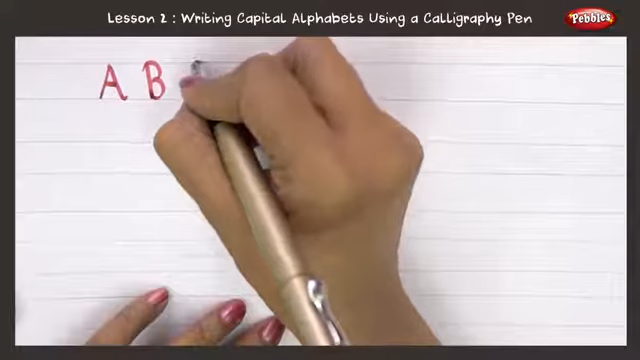 Lesson 2 : Writing Capital Alphabets Using a Calligraphy Pen
Pebbles
A B